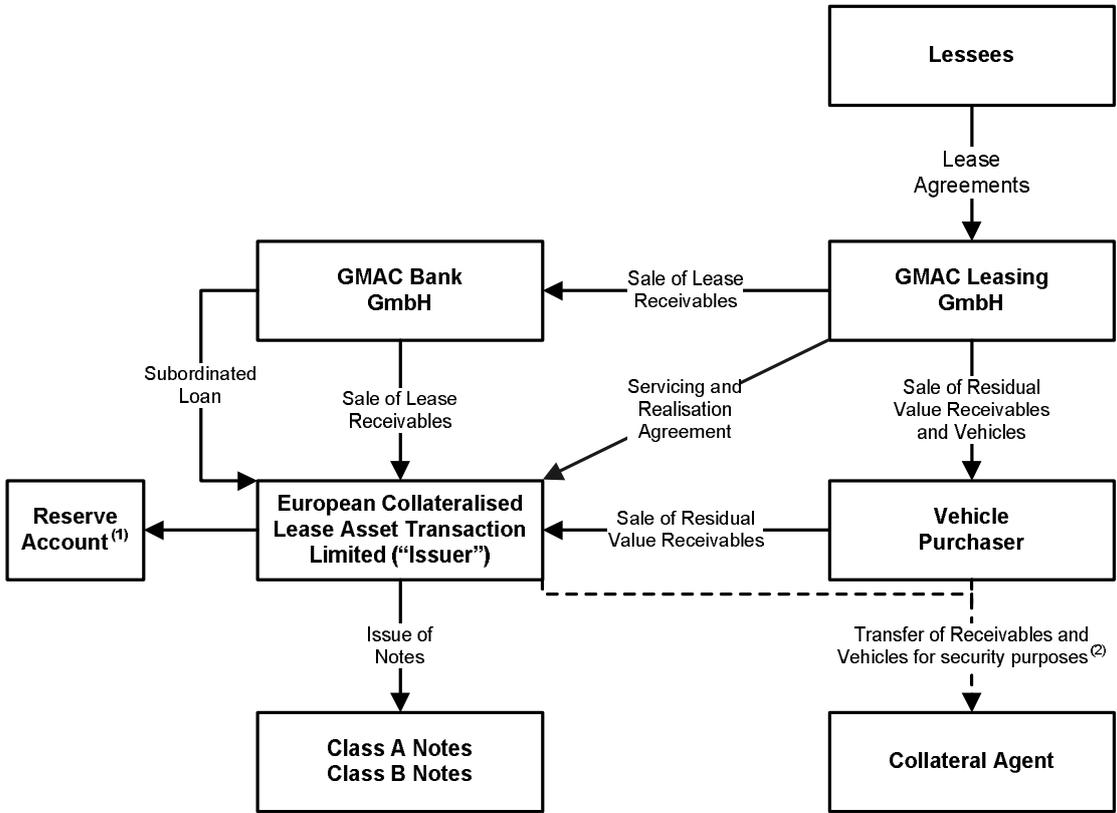 Lessees
Lease
Agreements
GMAC Bank
GmbH
Sale of Lease
Receivables
GMAC Leasing
GmbH
Subordinated
Loan
Sale of Lease
Receivables
Servicing and
Realisation
Agreement
Sale of Residual
Value Receivables
and Vehicles
Reserve
Account(1)
European Collateralised
Lease Asset Transaction
Limited (“Issuer”)
Sale of Residual
Value Receivables
Vehicle
Purchaser
Issue of
Notes
Transfer of Receivables and
Vehicles for security purposes(2)
Class A Notes
Class B Notes
Collateral Agent